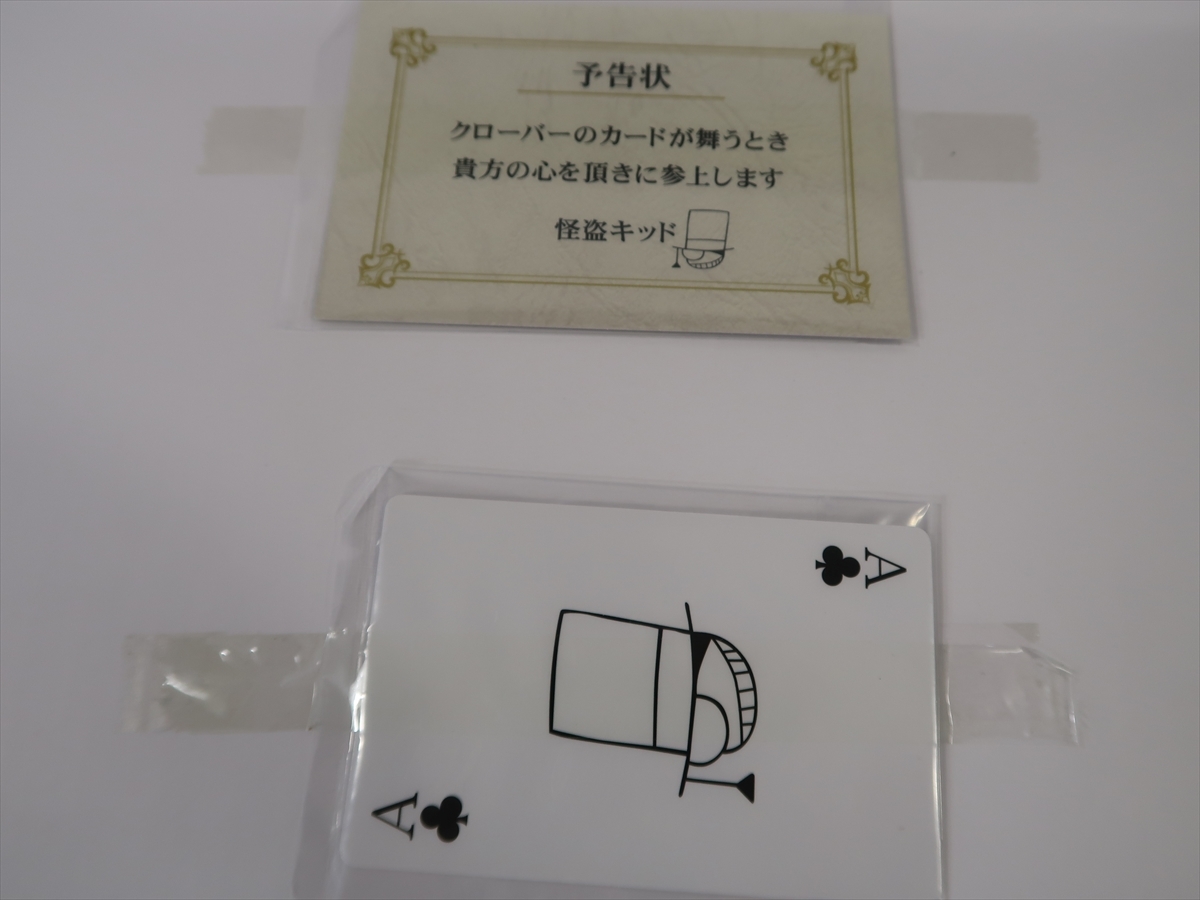 予告状
クローバーのカードが舞うとき
貴方の心を頂きに参上します
怪盗キッド
A
A